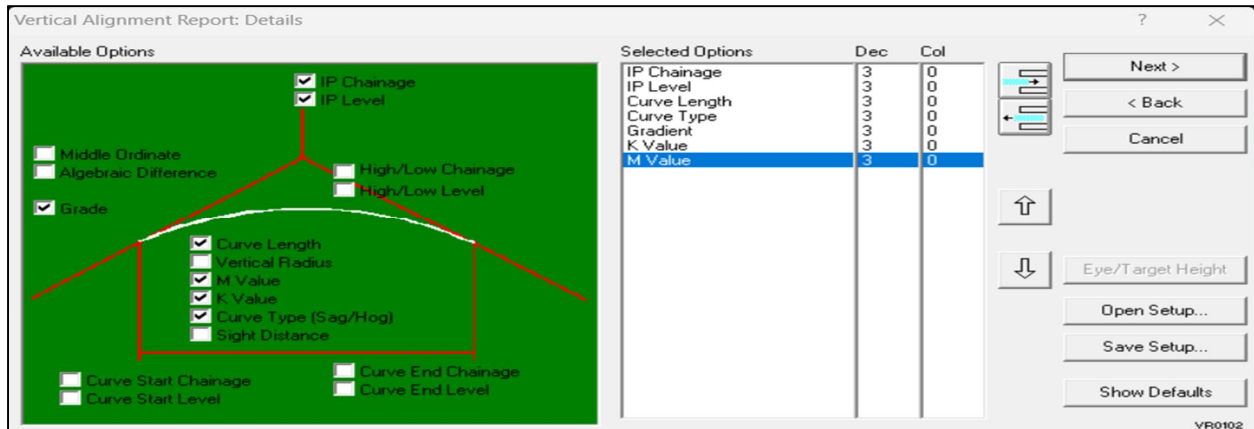 Vertical Alignment Report: Details ? ×
Available Options
IP Chainage
IP Level
Middle Ordinate
Algebraic Difference
High/Low Chainage
High/Low Level
Grade
Curve Length
Vertical Radius
M Value
K Value
Curve Type (Sag/Hog)
Sight Distance
Curve Start Chainage
Curve Start Level
Curve End Chainage
Curve End Level
Selected Options Dec Col
IP Chainage 3 0
IP Level 3 0
Curve Length 3 0
Curve Type 3 0
Gradient 3 0
K Value 3 0
M Value 3 0
Next >
< Back
Cancel
Eye/Target Height
Open Setup...
Save Setup...
Show Defaults
VR0102